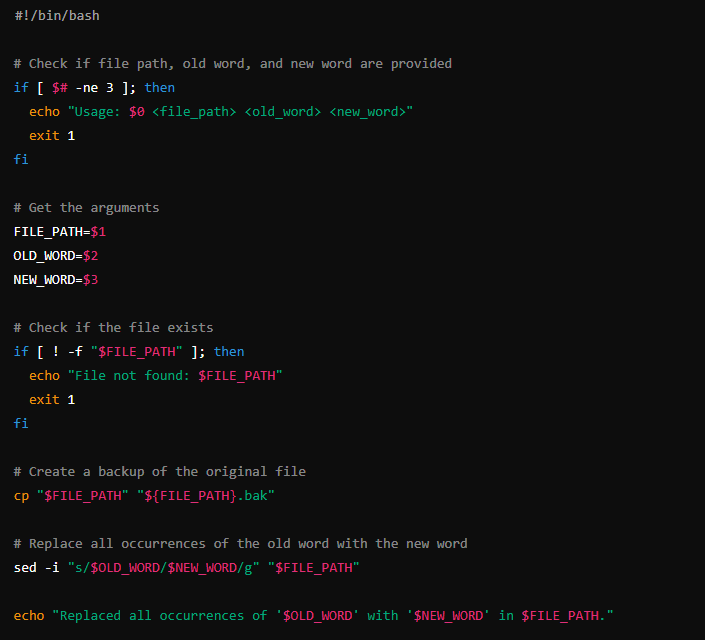 #!/bin/bash

# Check if file path, old word, and new word are provided
if [ $# -ne 3 ]; then
  echo "Usage: $0 <file_path> <old_word> <new_word>"
  exit 1
fi

# Get the arguments
FILE_PATH=$1
OLD_WORD=$2
NEW_WORD=$3

# Check if the file exists
if [ ! -f "$FILE_PATH" ]; then
  echo "File not found: $FILE_PATH"
  exit 1
fi

# Create a backup of the original file
cp "$FILE_PATH" "${FILE_PATH}.bak"

# Replace all occurrences of the old word with the new word
sed -i "s/$OLD_WORD/$NEW_WORD/g" "$FILE_PATH"

echo "Replaced all occurrences of '$OLD_WORD' with '$NEW_WORD' in $FILE_PATH."